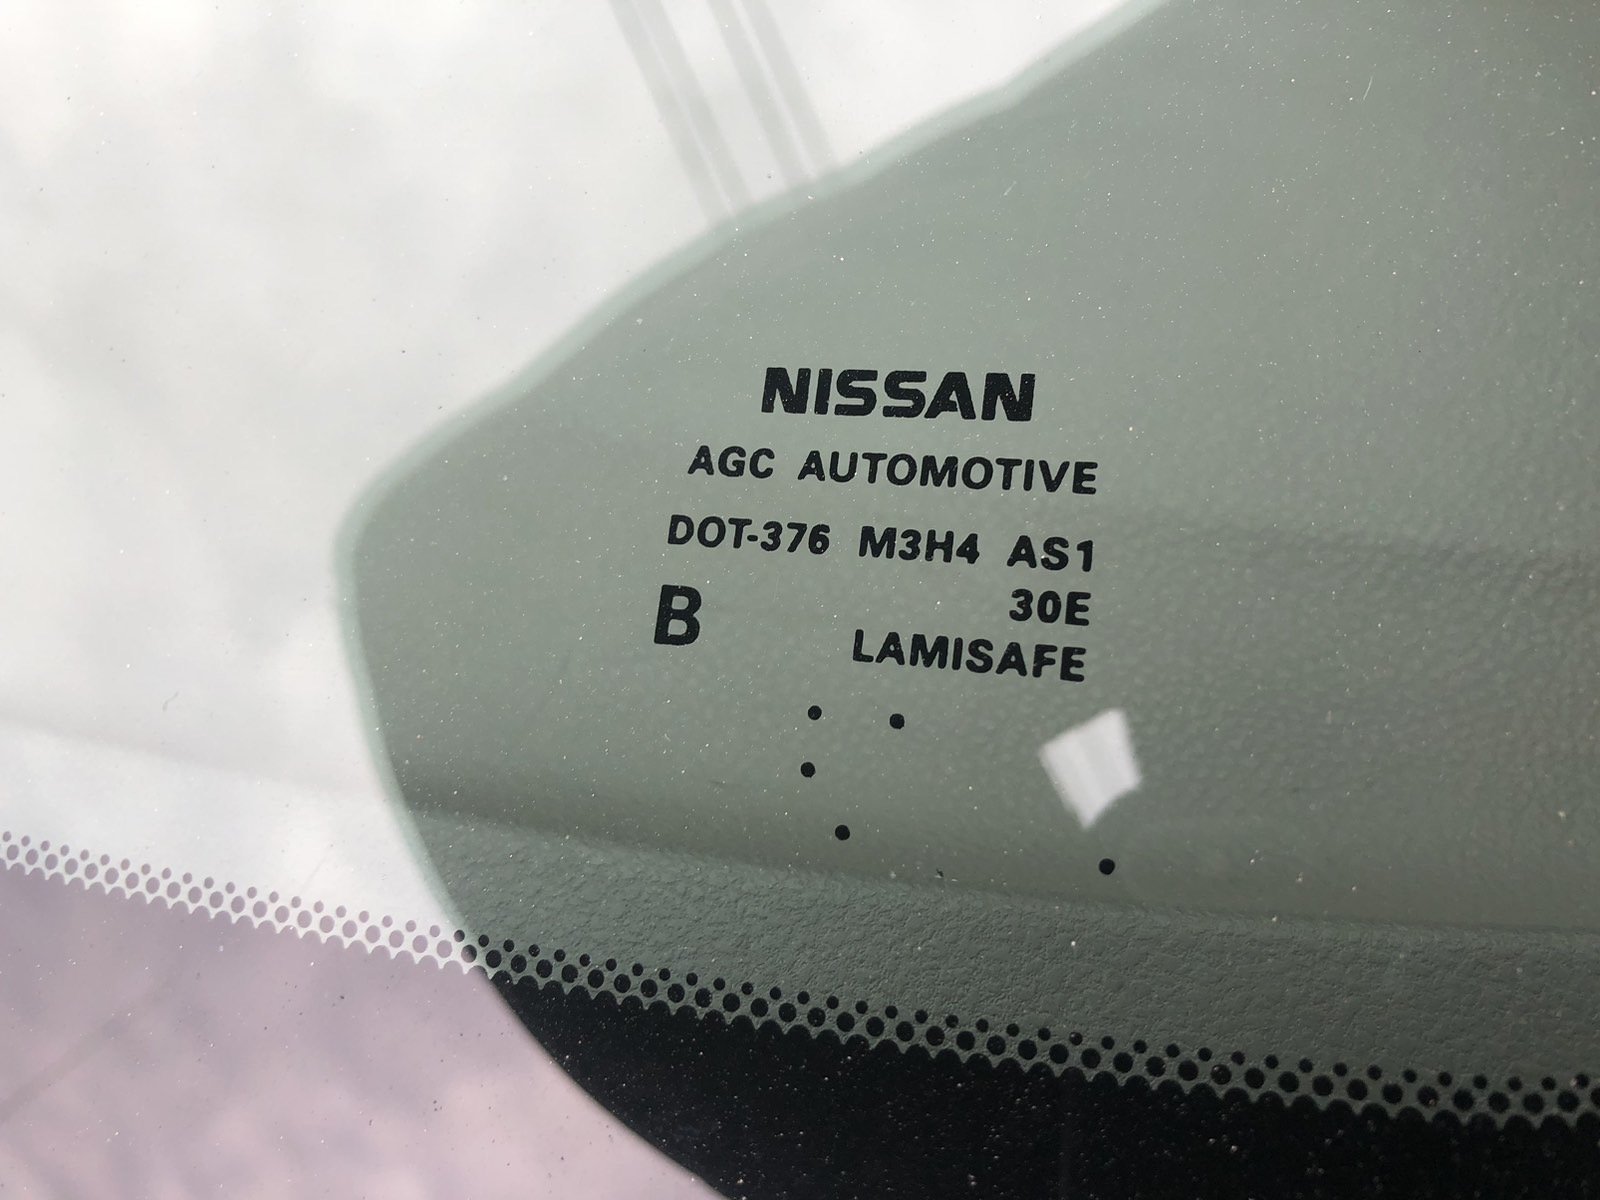 NISSAN
AGC AUTOMOTIVE
DOT-376 M3H4 AS1
30E
B LAMISAFE